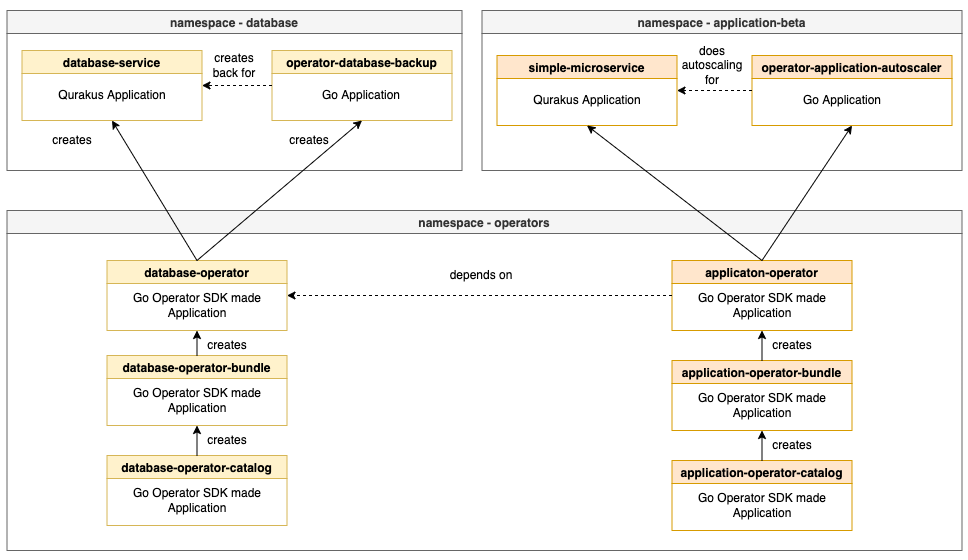 namespace - database
database-service
Qurakus Application
creates
back for
operator-database-backup
Go Application
creates
creates
namespace - application-beta
simple-microservice
Qurakus Application
does
autoscaling
for
operator-application-autoscaler
Go Application
namespace - operators
database-operator
Go Operator SDK made
Application
depends on
applicaton-operator
Go Operator SDK made
Application
creates
database-operator-bundle
Go Operator SDK made
Application
creates
database-operator-catalog
Go Operator SDK made
Application
creates
application-operator-bundle
Go Operator SDK made
Application
creates
application-operator-catalog
Go Operator SDK made
Application